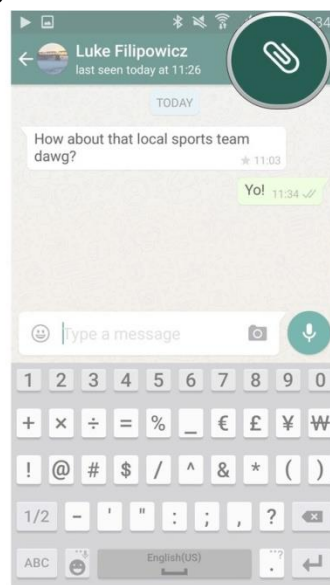 :34
Luke Filipowicz
last seen today at 11:26
TODAY
How about that local sports team
dawg?
★ 11:03
Yo! 11:34
Type a message
1 2 3 4 5 6 7 8 9 0
+ × ÷ = % _ € £ ¥ ₩
! @ # $ / ^ & * ( )
1/2 - ' " : ; , ?
ABC English(US) . , ?